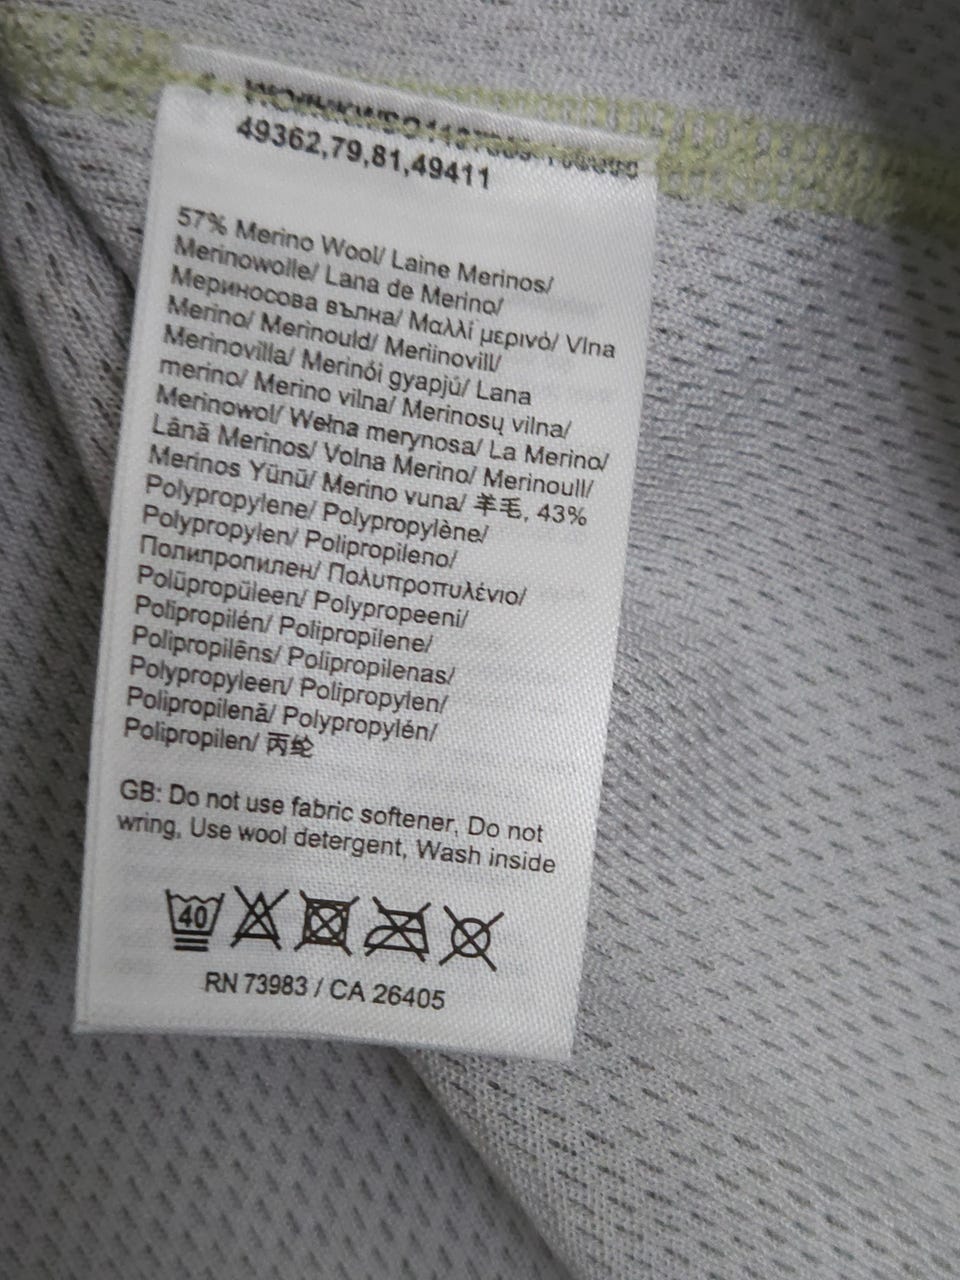 49362,79,81,49411
57% Merino Wool/ Laine Merinos/
Merinowolle/ Lana de Merino/
Мериносова вълна/ Μαλλί μερινό/ Vlna
Merino/ Merinould/ Meriinovill/
Merinovilla/ Merinói gyapjú/ Lana
merino/ Merino vilna/ Merinosų vilna/
Merinowol/ Wełna merynosa/ La Merino/
Lână Merinos/ Volna Merino/ Merinoull/
Merinos Yünü/ Merino vuna/ 羊毛, 43%
Polypropylene/ Polypropylène/
Polypropylen/ Polipropileno/
Полипропилен/ Πολυπροπυλένιο/
Polüpropüleen/ Polypropeeni/
Polipropilén/ Polipropilene/
Polipropilēns/ Polipropilenas/
Polypropyleen/ Polipropylen/
Polipropilenă/ Polypropylén/
Polipropilen/ 丙纶
GB: Do not use fabric softener, Do not
wring, Use wool detergent, Wash inside
40
RN 73983 / CA 26405